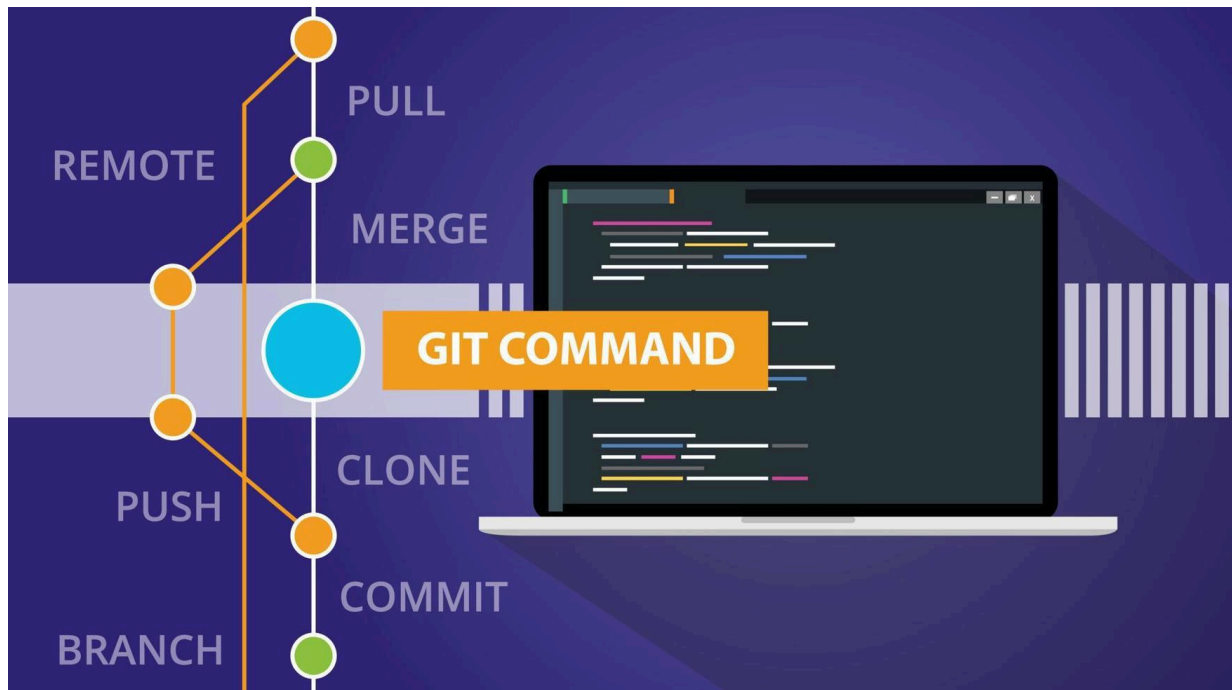 PULL
REMOTE
MERGE
GIT COMMAND
CLONE
PUSH
COMMIT
BRANCH